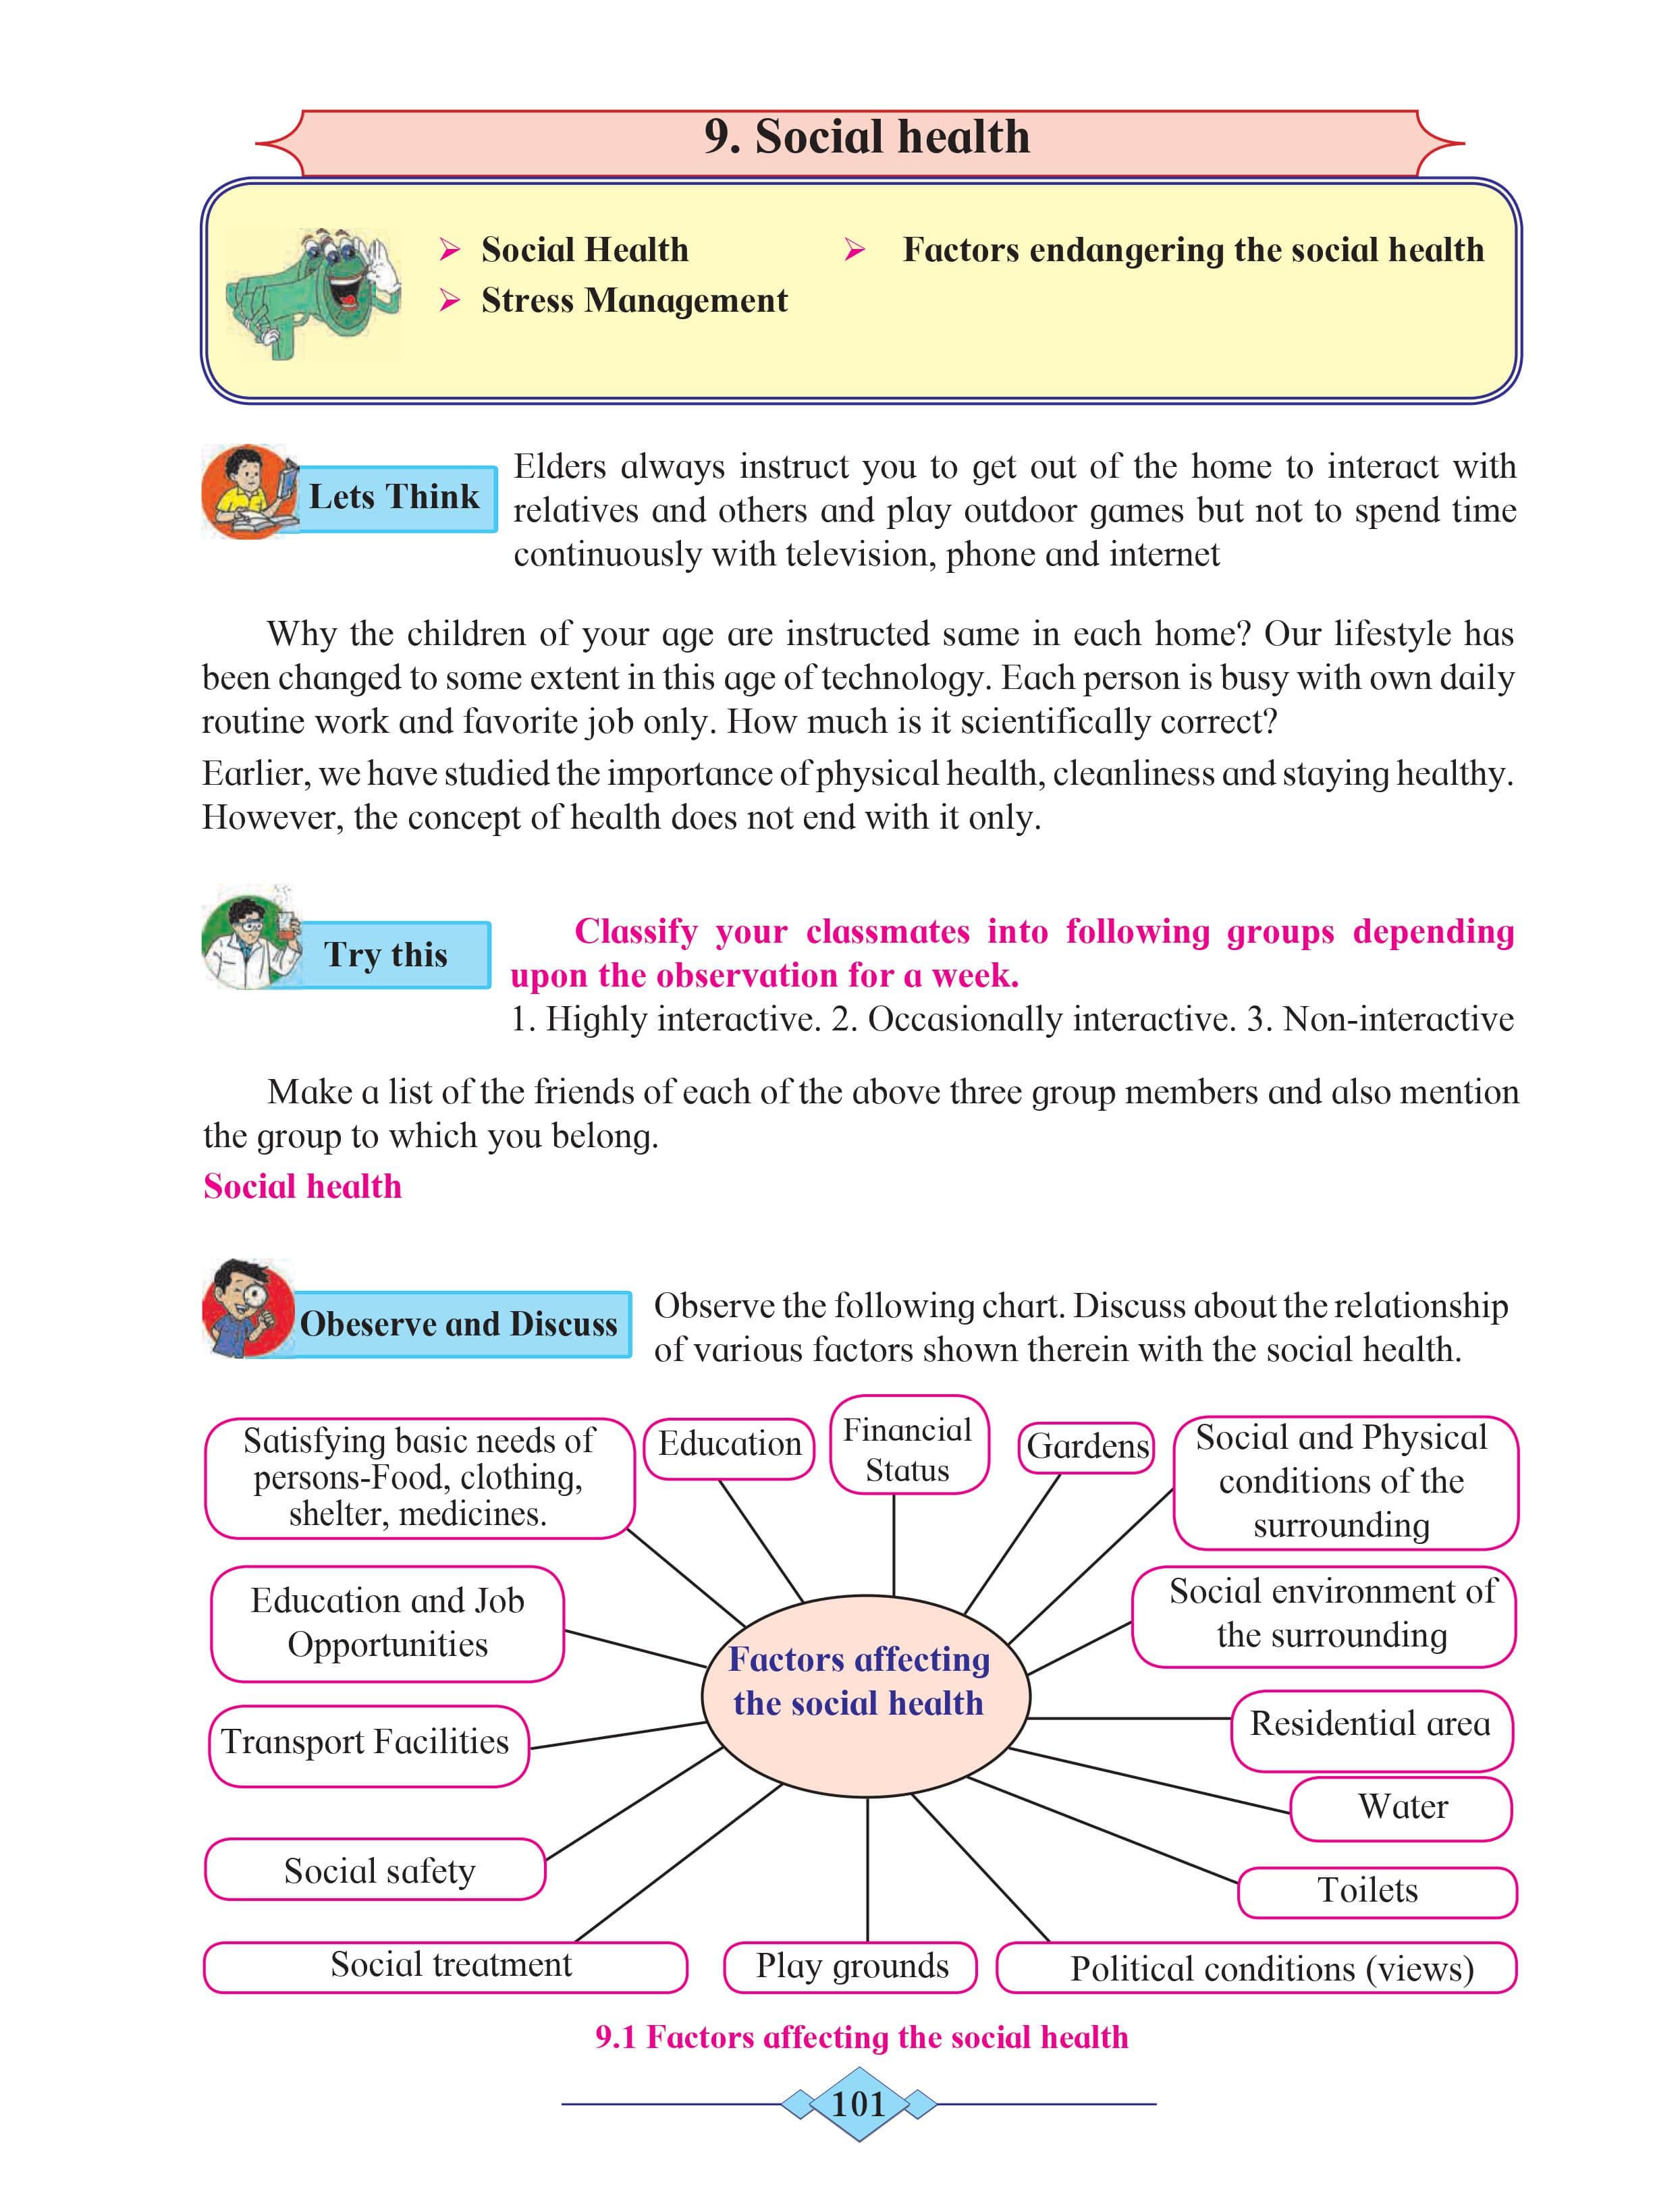 9. Social health
Social Health
Factors endangering the social health
Stress Management
Lets Think
Elders always instruct you to get out of the home to interact with
relatives and others and play outdoor games but not to spend time
continuously with television, phone and internet
Why the children of your age are instructed same in each home? Our lifestyle has
been changed to some extent in this age of technology. Each person is busy with own daily
routine work and favorite job only. How much is it scientifically correct?
Earlier, we have studied the importance of physical health, cleanliness and staying healthy.
However, the concept of health does not end with it only.
Try this
Classify your classmates into following groups depending
upon the observation for a week.
1. Highly interactive. 2. Occasionally interactive. 3. Non-interactive
Make a list of the friends of each of the above three group members and also mention
the group to which you belong.
Social health
Obeserve and Discuss
Observe the following chart. Discuss about the relationship
of various factors shown therein with the social health.
Satisfying basic needs of
persons-Food, clothing,
shelter, medicines.
Education
Financial
Status
Gardens
Social and Physical
conditions of the
surrounding
Education and Job
Opportunities
Social environment of
the surrounding
Factors affecting
the social health
Transport Facilities
Residential area
Water
Social safety
Toilets
Social treatment
Play grounds
Political conditions (views)
9.1 Factors affecting the social health
101